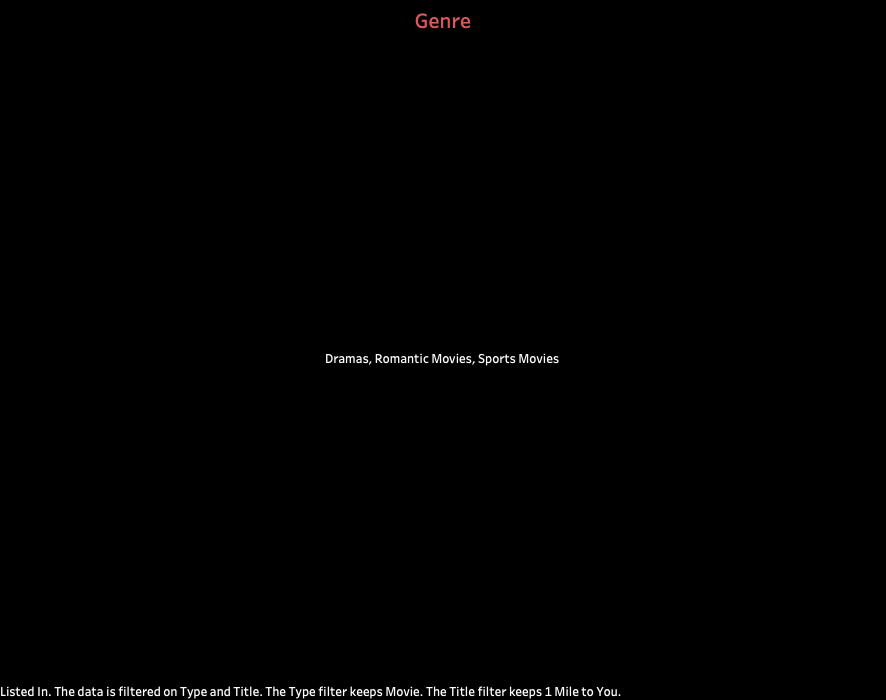 Genre
Dramas, Romantic Movies, Sports Movies
Listed In. The data is filtered on Type and Title. The Type filter keeps Movie. The Title filter keeps 1 Mile to You.